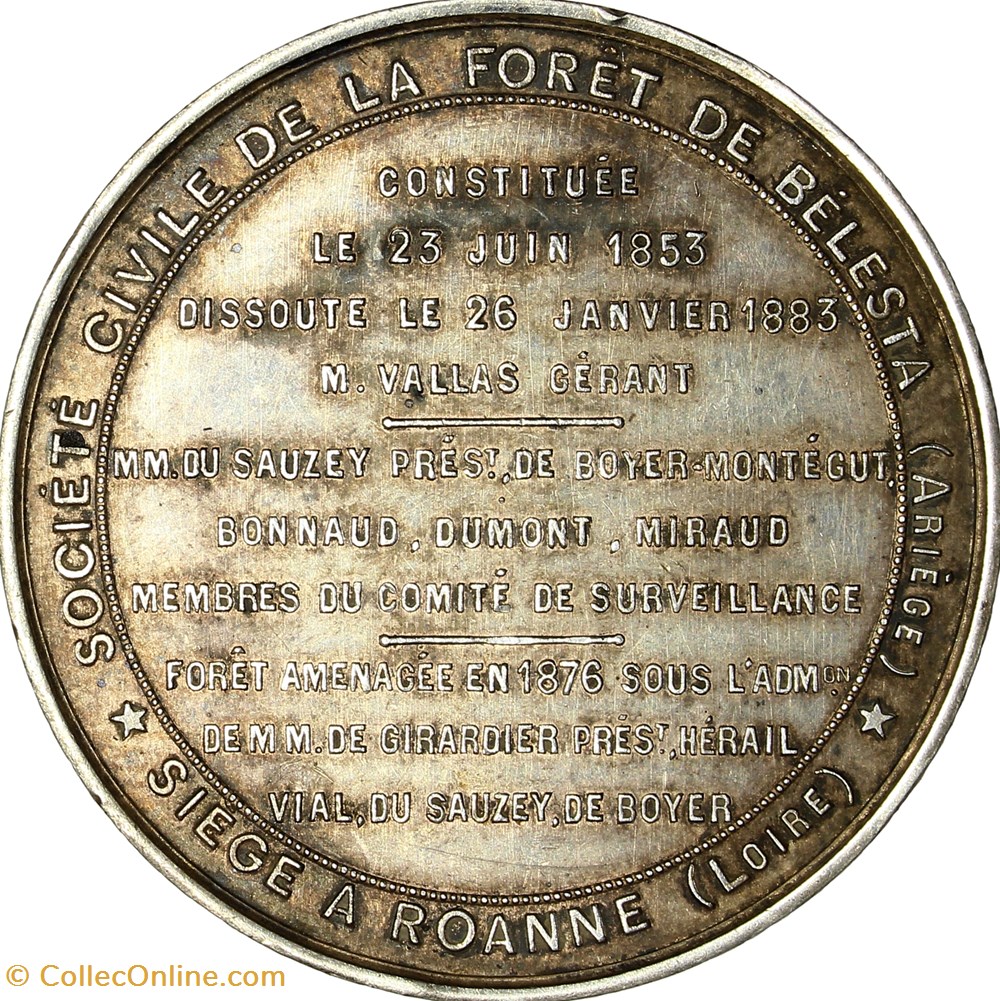 SOCIÉTÉ CIVILE DE LA FORÊT DE BÉLESTA (ARIÈGE)
CONSTITUÉE
LE 23 JUIN 1853
DISSOUTE LE 26 JANVIER 1883
M. VALLAS GÉRANT
MM. DU SAUZEY PRÉST, DE BOYER-MONTÉGUT,
BONNAUD, DUMONT, MIRAUD
MEMBRES DU COMITÉ DE SURVEILLANCE
FORÊT AMENAGÉE EN 1876 SOUS L'ADMON
DE MM. DE GIRARDIER PRÉST, HÉRAIL
VIAL, DU SAUZEY, DE BOYER
SIEGE A ROANNE (LOIRE)
© CollecOnline.com